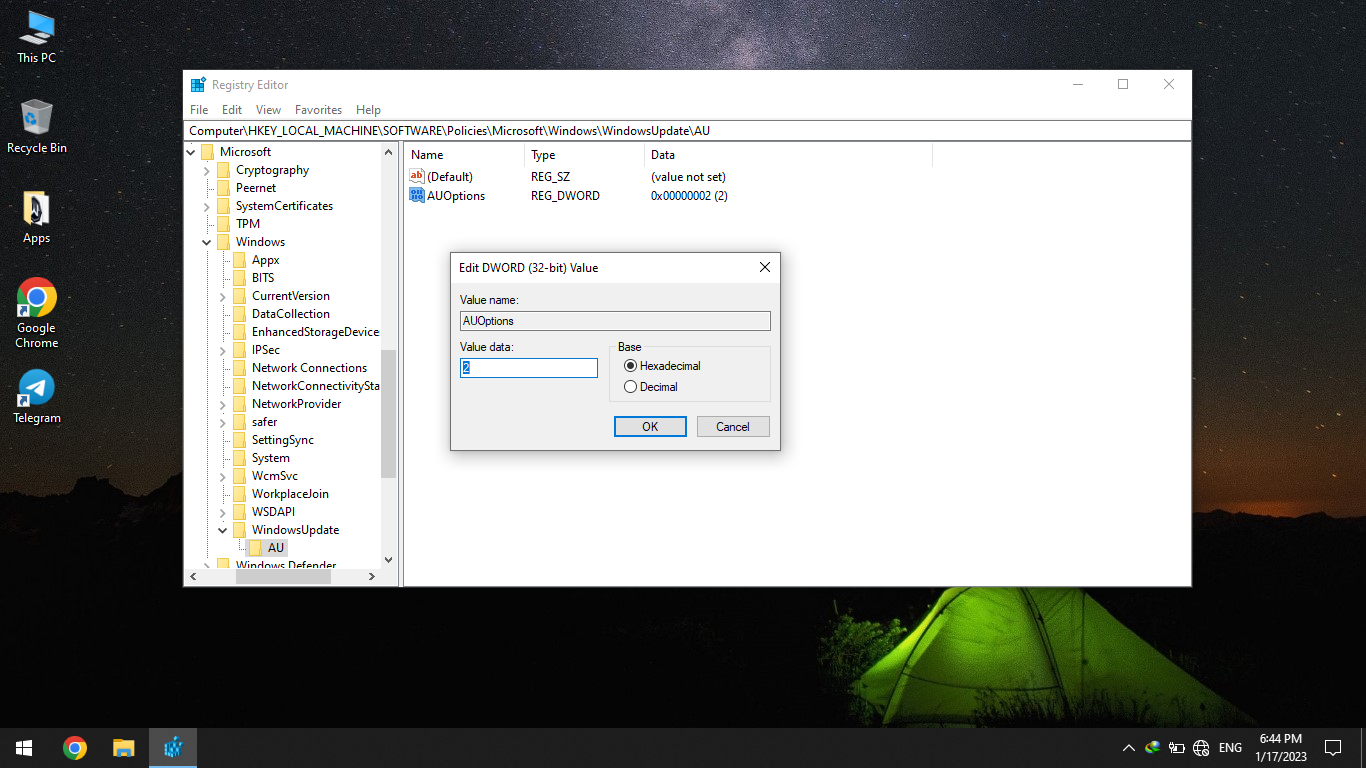 This PC
Recycle Bin
Apps
Google
Chrome
Telegram
Registry Editor
File Edit View Favorites Help
Computer\HKEY_LOCAL_MACHINE\SOFTWARE\Policies\Microsoft\Windows\WindowsUpdate\AU
Microsoft
Cryptography
Peernet
SystemCertificates
TPM
Windows
Appx
BITS
CurrentVersion
DataCollection
EnhancedStorageDevice
IPSec
Network Connections
NetworkConnectivitySta
NetworkProvider
safer
SettingSync
System
WcmSvc
WorkplaceJoin
WSDAPI
WindowsUpdate
AU
Windows Defender
Name Type Data
ab (Default) REG_SZ (value not set)
AUOptions REG_DWORD 0x00000002 (2)
Edit DWORD (32-bit) Value
Value name:
AUOptions
Value data:
2
Base
Hexadecimal
Decimal
OK Cancel
ENG
6:44 PM
1/17/2023